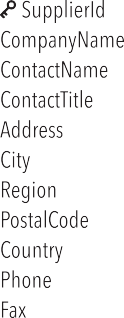 SupplierId
CompanyName
ContactName
ContactTitle
Address
City
Region
PostalCode
Country
Phone
Fax